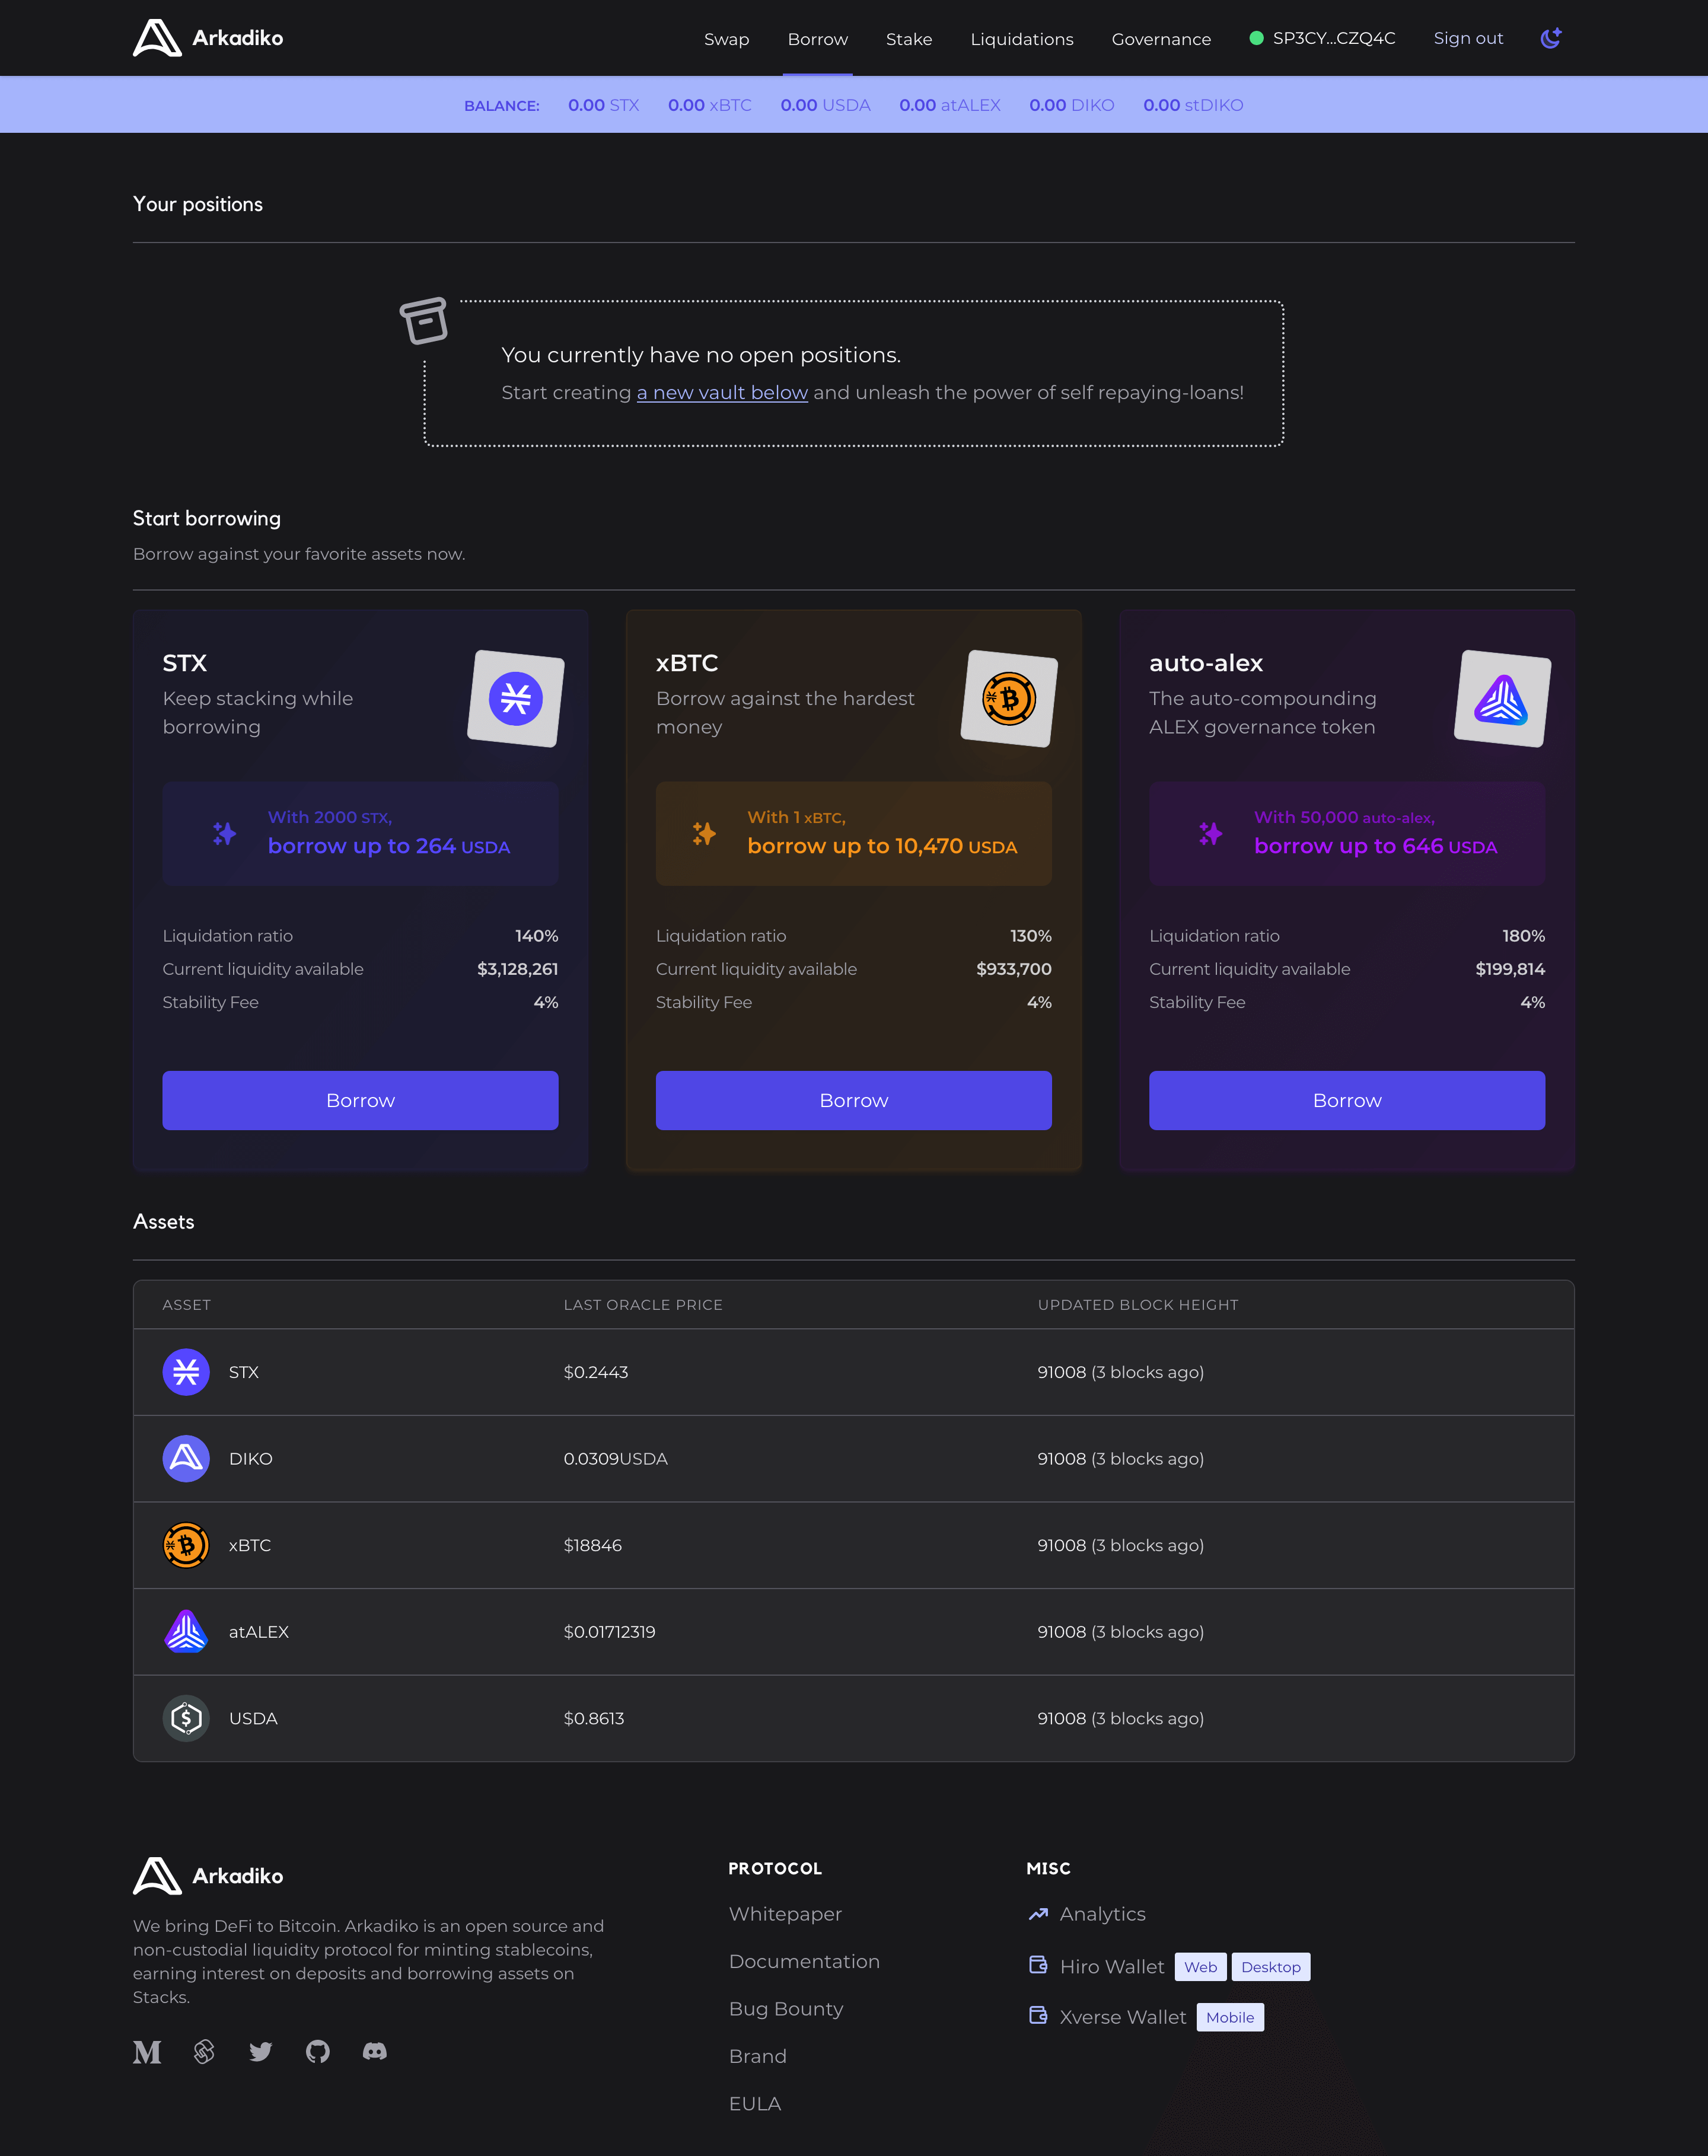 Arkadiko
Swap Borrow Stake Liquidations Governance SP3CY...CZQ4C Sign out
BALANCE: 0.00 STX 0.00 xBTC 0.00 USDA 0.00 atALEX 0.00 DIKO 0.00 stDIKO
Your positions
You currently have no open positions.
Start creating a new vault below and unleash the power of self repaying-loans!
Start borrowing
Borrow against your favorite assets now.
STX
Keep stacking while
borrowing
With 2000 STX,
borrow up to 264 USDA
Liquidation ratio 140%
Current liquidity available $3,128,261
Stability Fee 4%
Borrow
xBTC
Borrow against the hardest
money
With 1 xBTC,
borrow up to 10,470 USDA
Liquidation ratio 130%
Current liquidity available $933,700
Stability Fee 4%
Borrow
auto-alex
The auto-compounding
ALEX governance token
With 50,000 auto-alex,
borrow up to 646 USDA
Liquidation ratio 180%
Current liquidity available $199,814
Stability Fee 4%
Borrow
Assets
ASSET LAST ORACLE PRICE UPDATED BLOCK HEIGHT
STX $0.2443 91008 (3 blocks ago)
DIKO 0.0309USDA 91008 (3 blocks ago)
xBTC $18846 91008 (3 blocks ago)
atALEX $0.01712319 91008 (3 blocks ago)
USDA $0.8613 91008 (3 blocks ago)
Arkadiko
We bring DeFi to Bitcoin. Arkadiko is an open source and
non-custodial liquidity protocol for minting stablecoins,
earning interest on deposits and borrowing assets on
Stacks.
PROTOCOL
Whitepaper
Documentation
Bug Bounty
Brand
EULA
MISC
Analytics
Hiro Wallet Web Desktop
Xverse Wallet Mobile